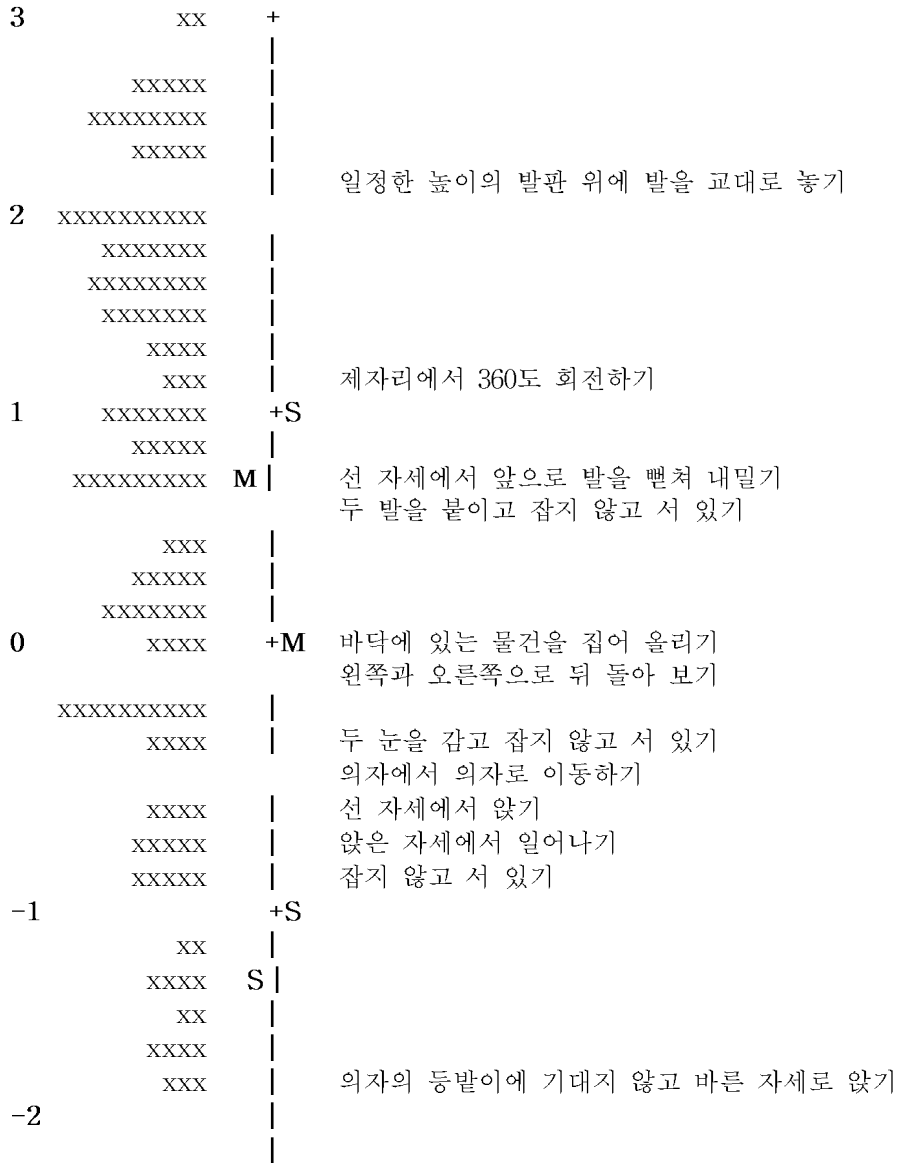 3 xx +
|
xxxxx |
xxxxxxxx |
xxxxx |
| 일정한 높이의 발판 위에 발을 교대로 놓기
2 xxxxxxxxxx
xxxxxxx |
xxxxxxxx |
xxxxxxx |
xxxx |
xxx | 제자리에서 360도 회전하기
1 xxxxxxx +S
xxxxx |
xxxxxxxxx M | 선 자세에서 앞으로 발을 뻗쳐 내밀기
두 발을 붙이고 잡지 않고 서 있기
xxx |
xxxxx |
xxxxxxx |
0 xxxx +M 바닥에 있는 물건을 집어 올리기
왼쪽과 오른쪽으로 뒤 돌아 보기
xxxxxxxxxx |
xxxx | 두 눈을 감고 잡지 않고 서 있기
의자에서 의자로 이동하기
xxxx | 선 자세에서 앉기
xxxxx | 앉은 자세에서 일어나기
xxxxx | 잡지 않고 서 있기
-1 +S
xx |
xxxx S |
xx |
xxxx |
xxx | 의자의 등받이에 기대지 않고 바른 자세로 앉기
-2 |
|